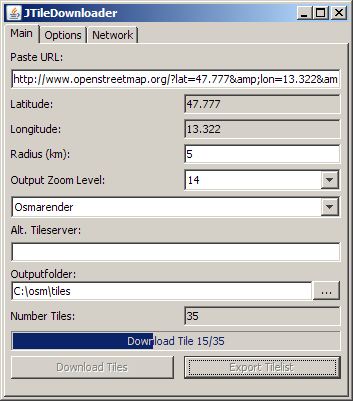 JTileDownloader
Main Options Network
Paste URL:
http://www.openstreetmap.org/?lat=47.777&amp;lon=13.322&am
Latitude: 47.777
Longitude: 13.322
Radius (km): 5
Output Zoom Level: 14
Osmarender
Alt. Tileserver:
Outputfolder:
C:\osm\tiles ...
Number Tiles: 35
Download Tile 15/35
Download Tiles Export Tilelist